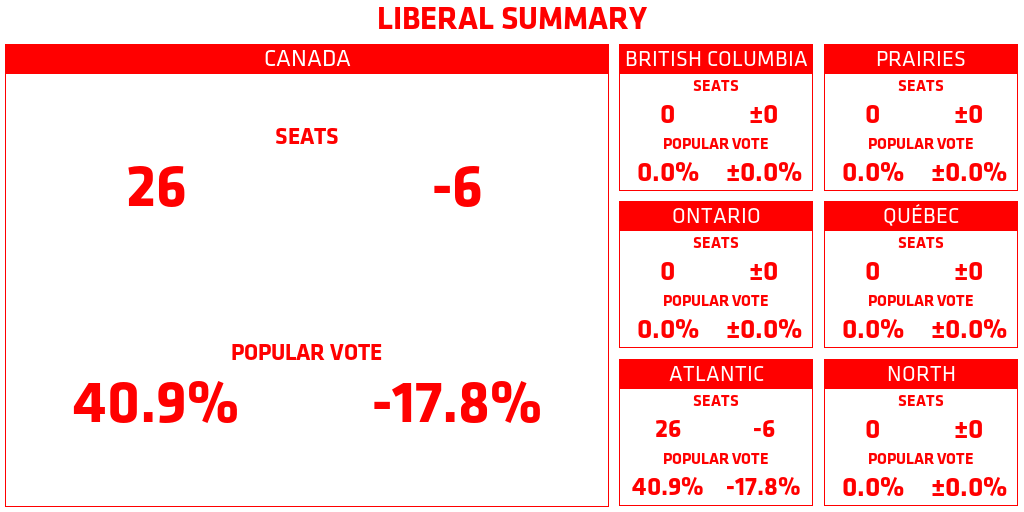 LIBERAL SUMMARY
CANADA
SEATS
26 -6
POPULAR VOTE
40.9% -17.8%
BRITISH COLUMBIA
SEATS
0 ±0
POPULAR VOTE
0.0% ±0.0%
PRAIRIES
SEATS
0 ±0
POPULAR VOTE
0.0% ±0.0%
ONTARIO
SEATS
0 ±0
POPULAR VOTE
0.0% ±0.0%
QUÉBEC
SEATS
0 ±0
POPULAR VOTE
0.0% ±0.0%
ATLANTIC
SEATS
26 -6
POPULAR VOTE
40.9% -17.8%
NORTH
SEATS
0 ±0
POPULAR VOTE
0.0% ±0.0%